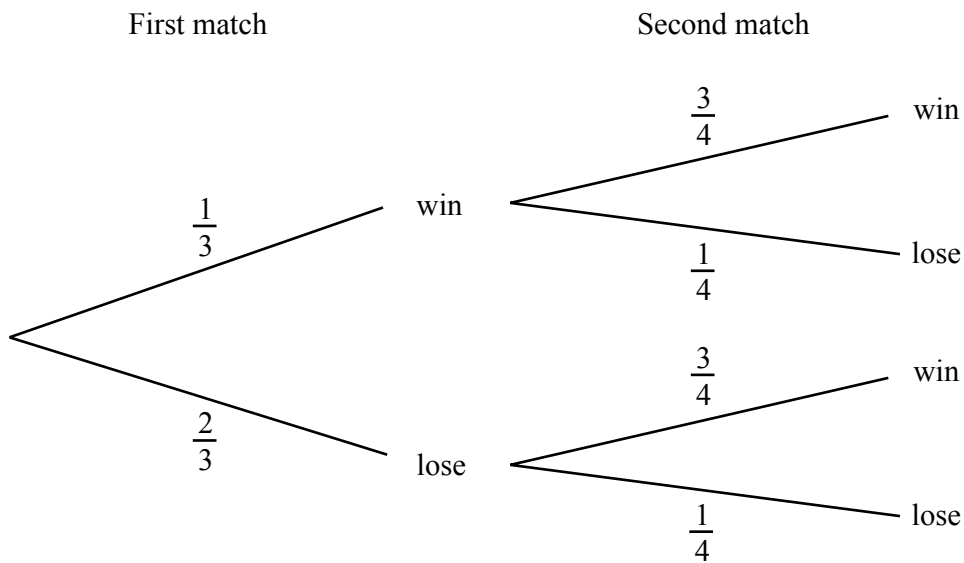 First match
Second match
3/4
win
1/3
win
1/4
lose
3/4
win
2/3
lose
1/4
lose